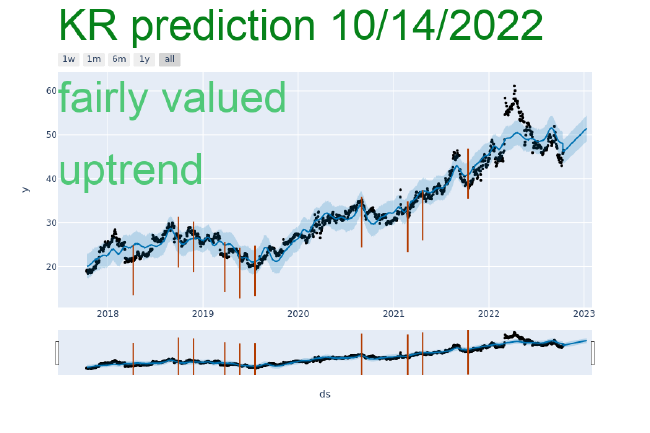 KR prediction 10/14/2022
1w 1m 6m 1y all
fairly valued
uptrend
60
50
40
30
20
y
2018 2019 2020 2021 2022 2023
ds